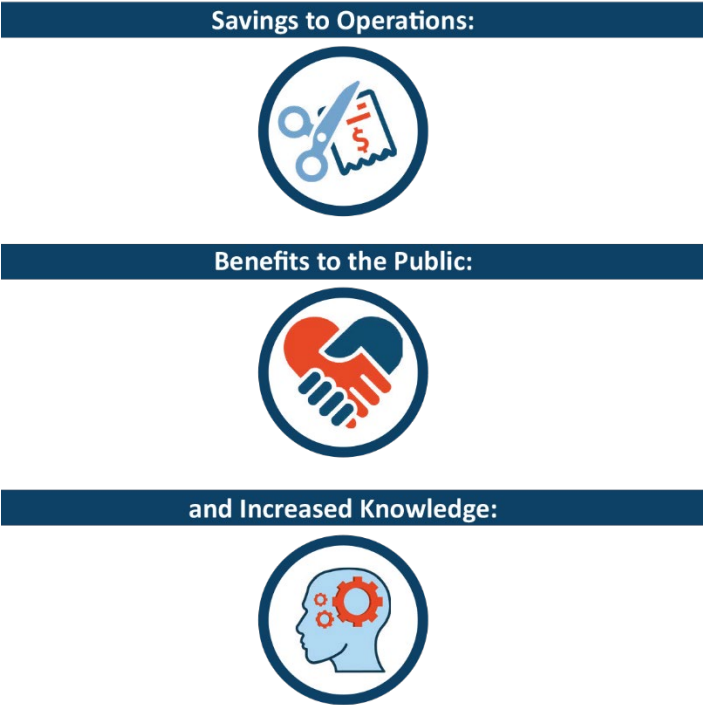 Savings to Operations:
$
Benefits to the Public:
and Increased Knowledge: